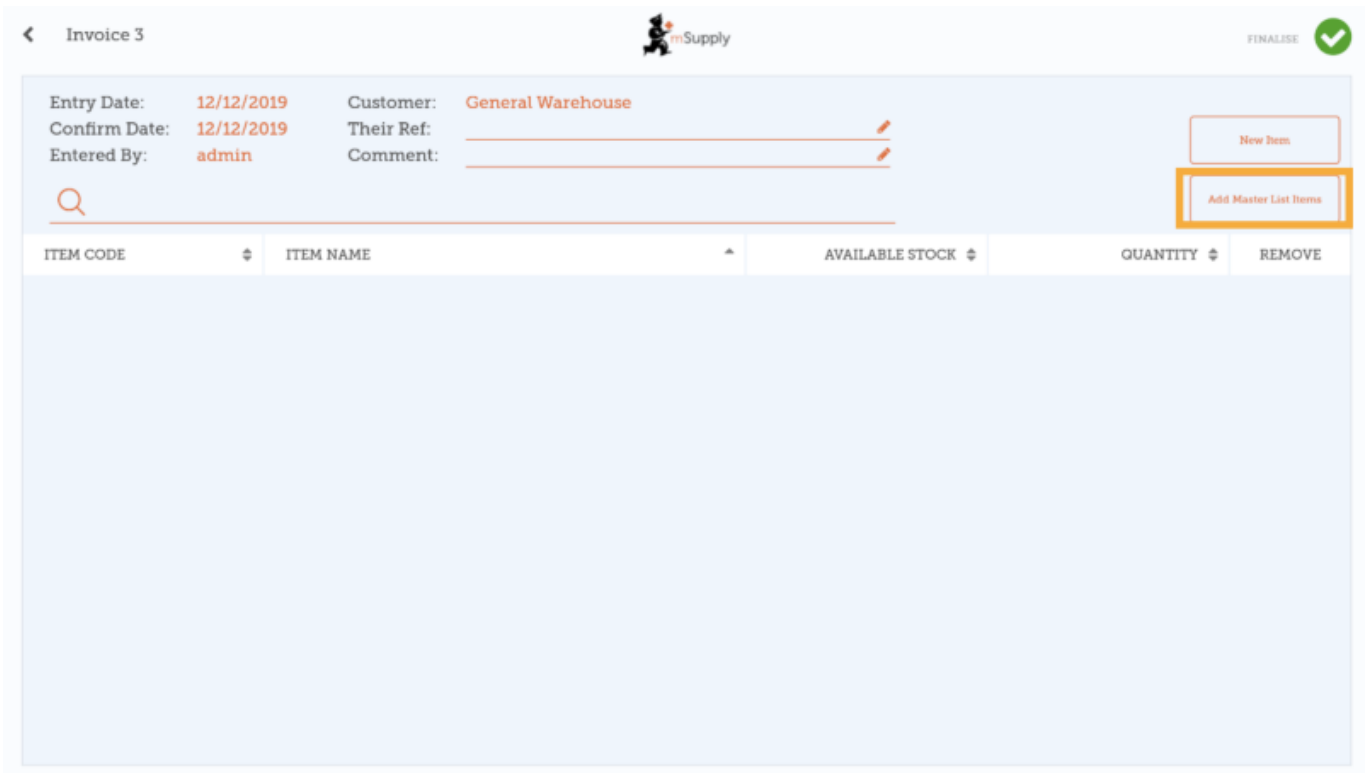 Invoice 3
mSupply
FINALISE
Entry Date: 12/12/2019 Customer: General Warehouse
Confirm Date: 12/12/2019 Their Ref:
Entered By: admin Comment:
New Item
Add Master List Items
ITEM CODE ITEM NAME AVAILABLE STOCK QUANTITY REMOVE